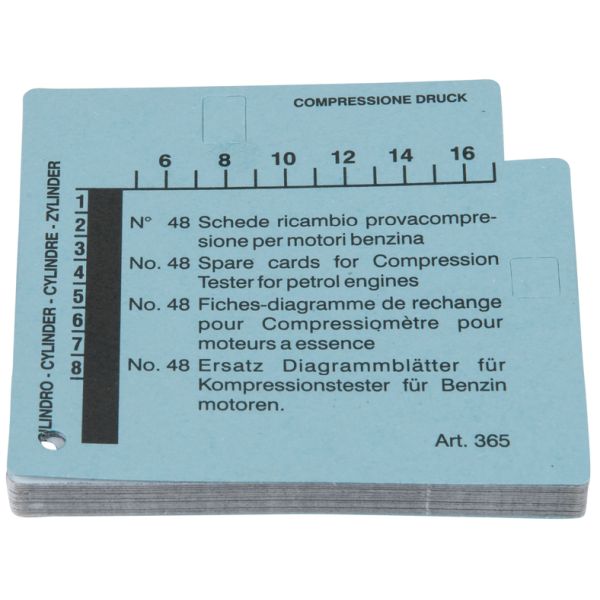 COMPRESSIONE DRUCK
6 8 10 12 14 16
CILINDRO - CYLINDER - CYLINDRE - ZYLINDER
1
2
3
4
5
6
7
8
N° 48 Schede ricambio provacompre-
sione per motori benzina
No. 48 Spare cards for Compression
Tester for petrol engines
No. 48 Fiches-diagramme de rechange
pour Compressiomètre pour
moteurs a essence
No. 48 Ersatz Diagrammblätter für
Kompressionstester für Benzin
motoren.
Art. 365